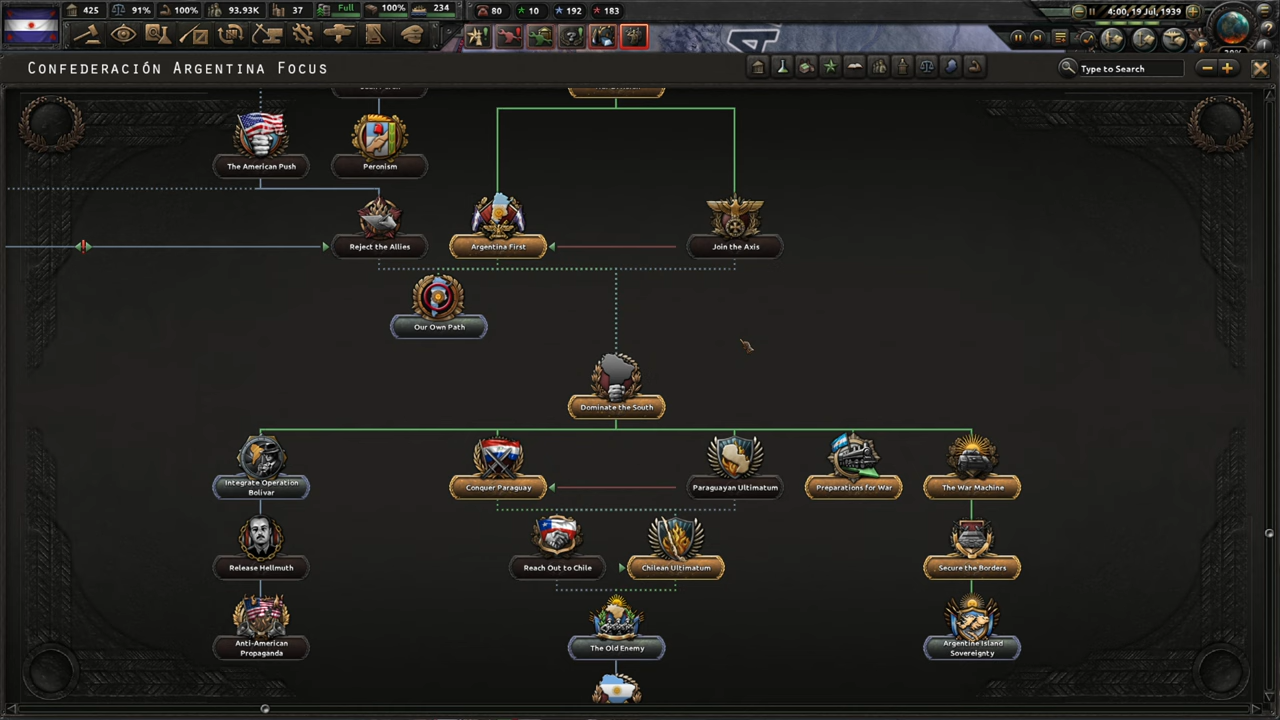 425
91%
100%
93.93K
37
Full
100%
234
80
10
192
183
4:00, 19 Jul, 1939
Confederación Argentina Focus
Type to Search
The American Push
Peronism
Reject the Allies
Argentina First
Join the Axis
Our Own Path
Dominate the South
Integrate Operation
Bolivar
Conquer Paraguay
Paraguayan Ultimatum
Preparations for War
The War Machine
Release Hellmuth
Reach Out to Chile
Chilean Ultimatum
Secure the Borders
Anti-American
Propaganda
The Old Enemy
Argentine Island
Sovereignty